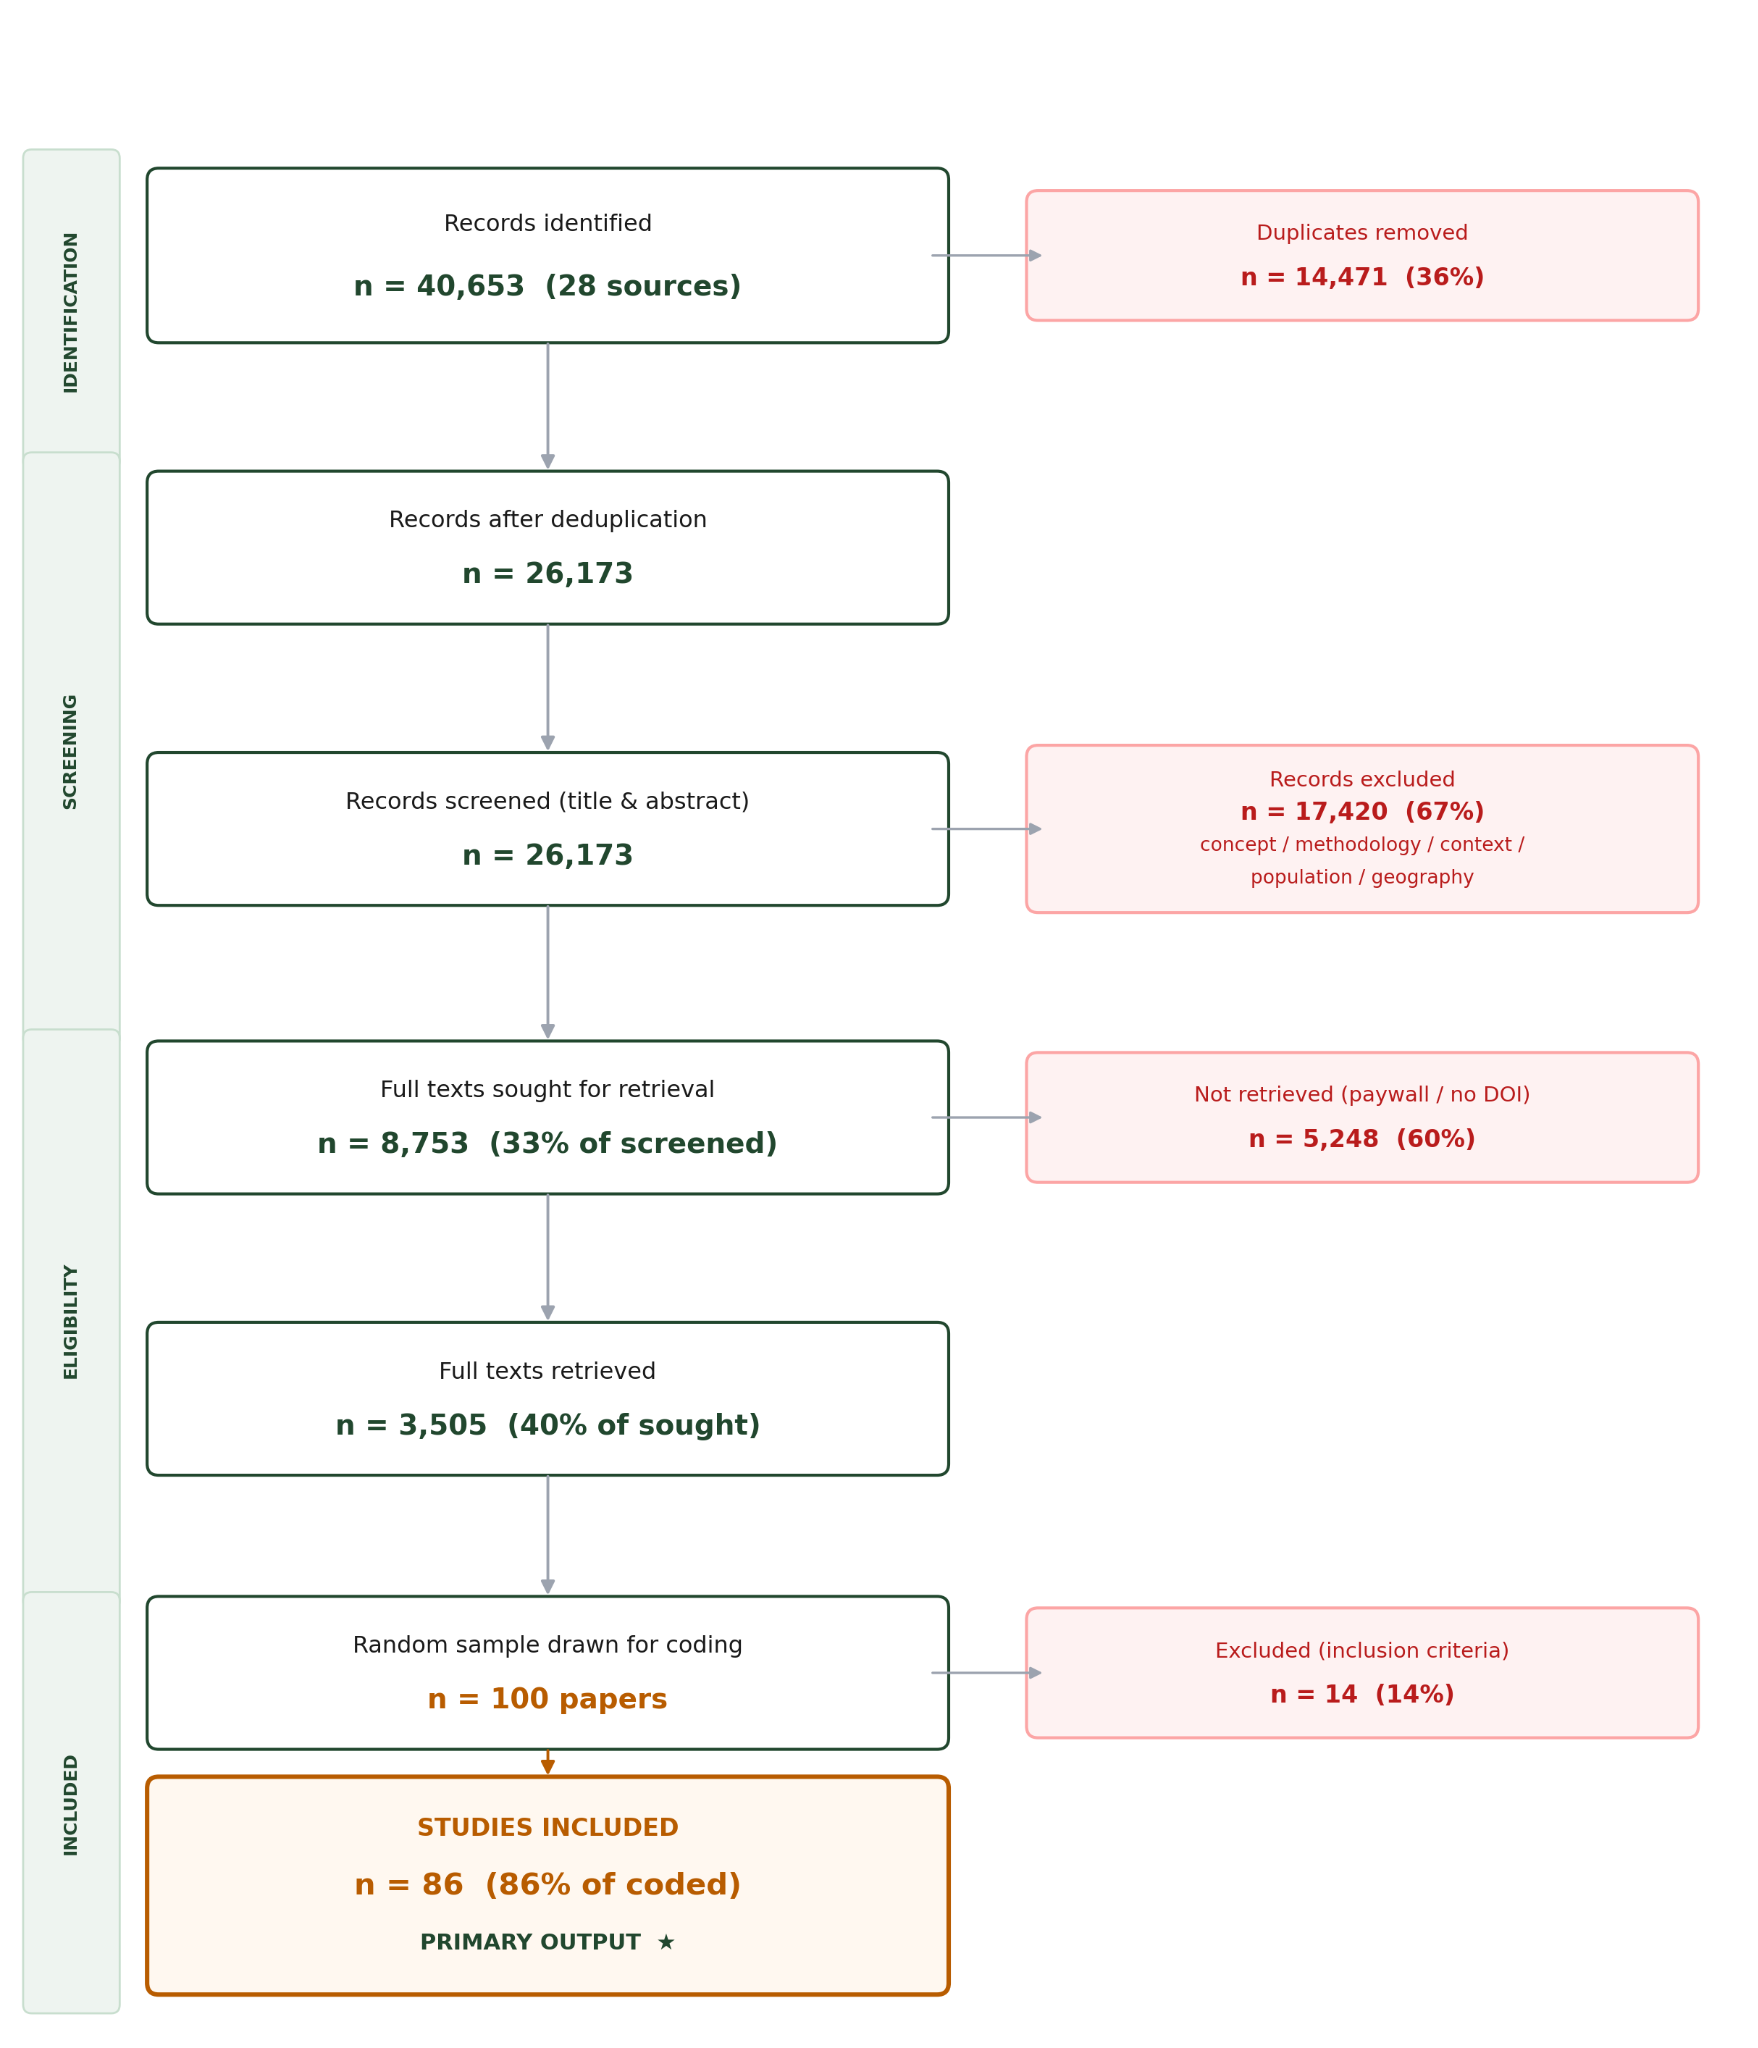 IDENTIFICATION
Records identified
n = 40,653 (28 sources)
Duplicates removed
n = 14,471 (36%)
SCREENING
Records after deduplication
n = 26,173
Records screened (title & abstract)
n = 26,173
Records excluded
n = 17,420 (67%)
concept / methodology / context /
population / geography
ELIGIBILITY
Full texts sought for retrieval
n = 8,753 (33% of screened)
Not retrieved (paywall / no DOI)
n = 5,248 (60%)
Full texts retrieved
n = 3,505 (40% of sought)
INCLUDED
Random sample drawn for coding
n = 100 papers
Excluded (inclusion criteria)
n = 14 (14%)
STUDIES INCLUDED
n = 86 (86% of coded)
PRIMARY OUTPUT ★